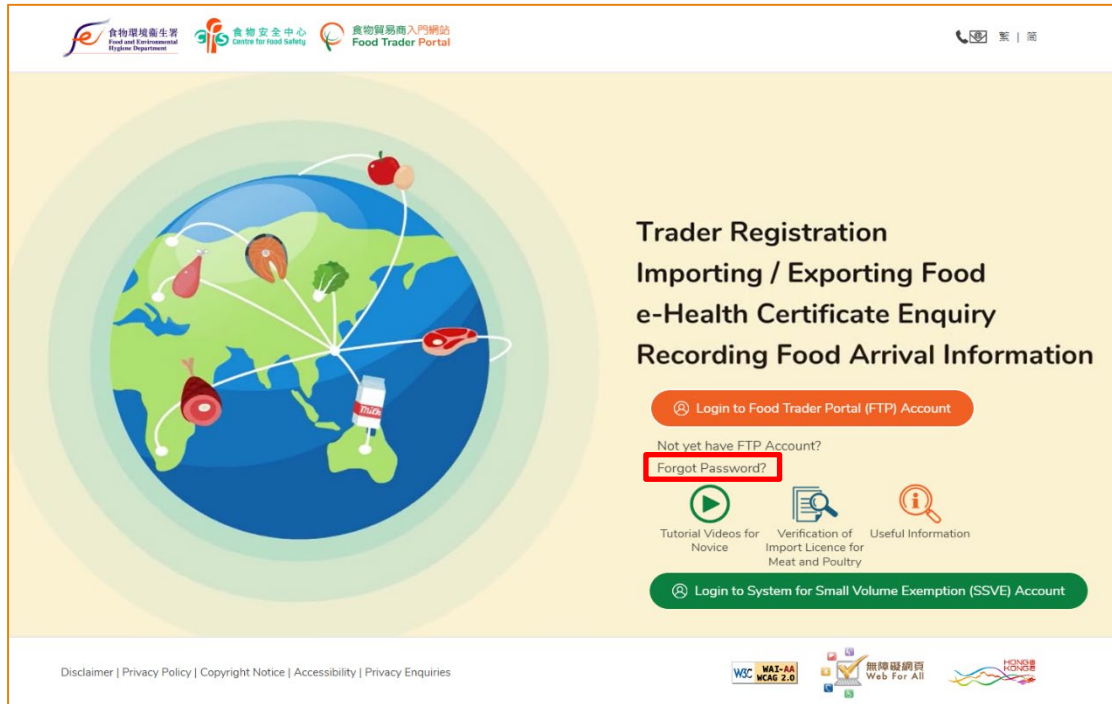 食物環境衞生署
Food and Environmental
Hygiene Department
食物安全中心
Centre for Food Safety
食物貿易商入門網站
Food Trader Portal
繁 | 简
Trader Registration
Importing / Exporting Food
e-Health Certificate Enquiry
Recording Food Arrival Information
Milk
Login to Food Trader Portal (FTP) Account
Not yet have FTP Account?
Forgot Password?
Tutorial Videos for
Novice
Verification of
Import Licence for
Meat and Poultry
Useful Information
Login to System for Small Volume Exemption (SSVE) Account
Disclaimer | Privacy Policy | Copyright Notice | Accessibility | Privacy Enquiries
W3C WAI-AA
WCAG 2.0
無障礙網頁
Web For All
HONG
KONG